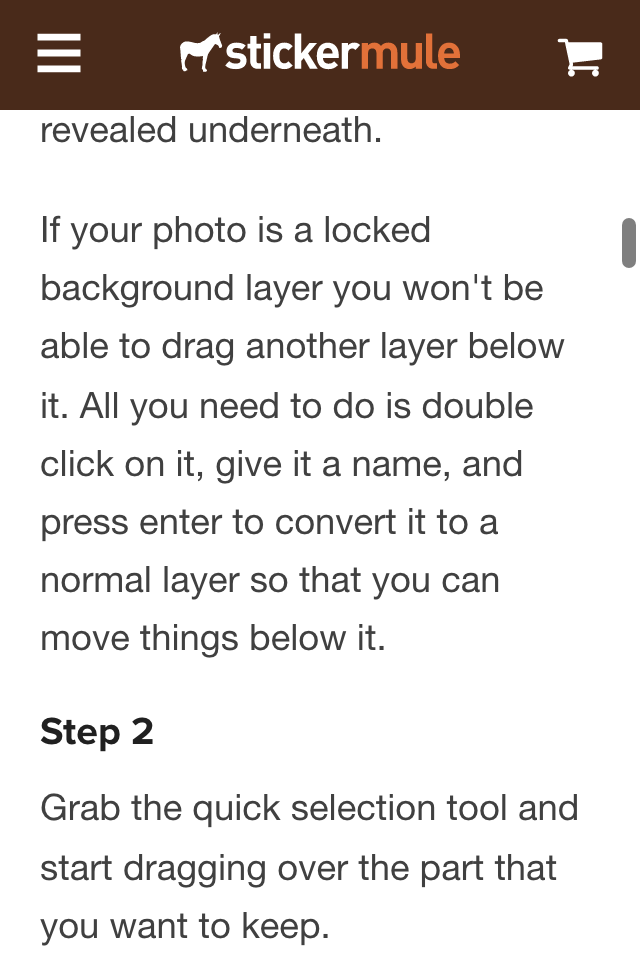 stickermule
revealed underneath.
If your photo is a locked
background layer you won't be
able to drag another layer below
it. All you need to do is double
click on it, give it a name, and
press enter to convert it to a
normal layer so that you can
move things below it.
Step 2
Grab the quick selection tool and
start dragging over the part that
you want to keep.